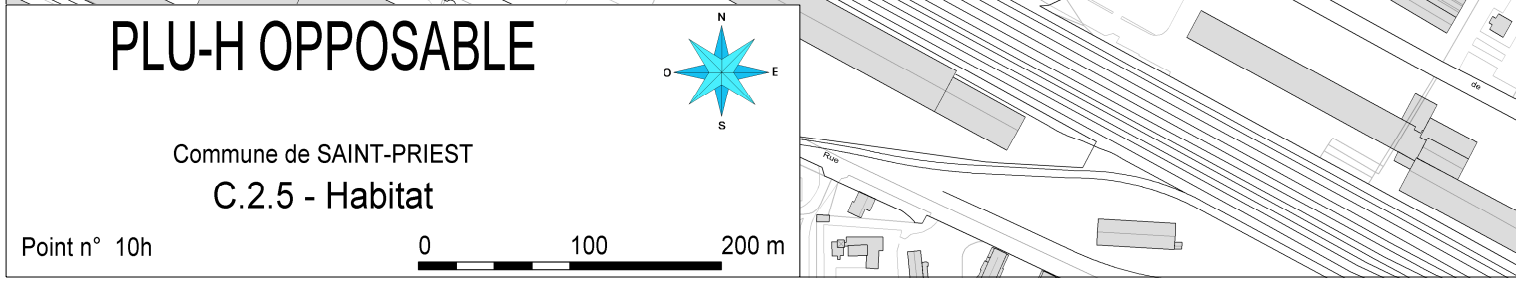 PLU-H OPPOSABLE
N
O E
S
Commune de SAINT-PRIEST
C.2.5 - Habitat
Point n° 10h
0 100 200 m
de
Rue